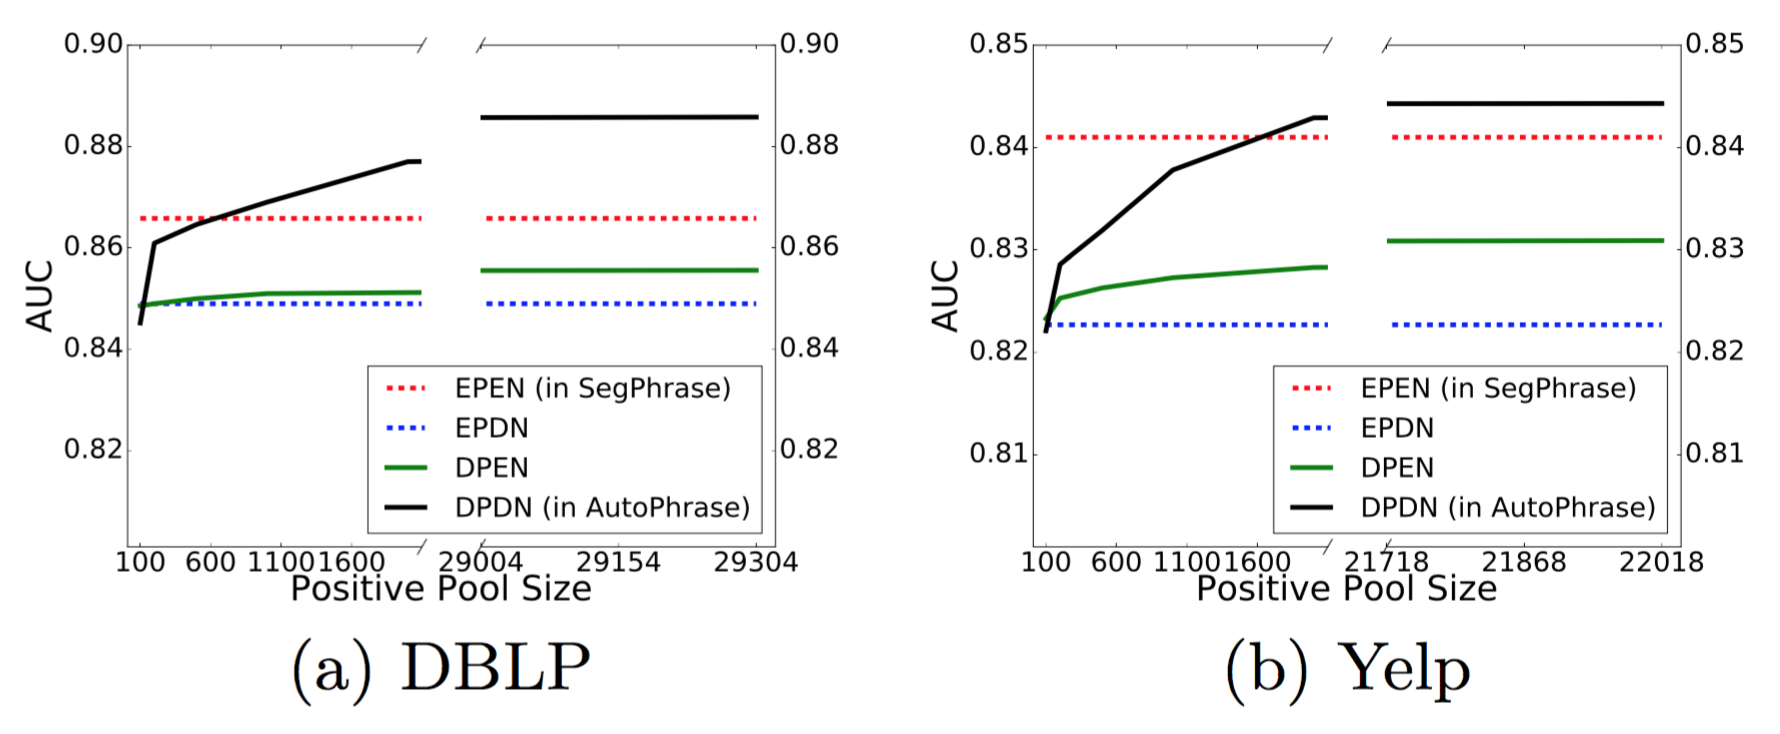 0.90
0.88
0.86
0.84
0.82
AUC
0.90
0.88
0.86
0.84
0.82
EPEN (in SegPhrase)
EPDN
DPEN
DPDN (in AutoPhrase)
100 600 1100 1600 29004 29154 29304
Positive Pool Size
(a) DBLP
0.85
0.84
0.83
0.82
0.81
AUC
0.85
0.84
0.83
0.82
0.81
EPEN (in SegPhrase)
EPDN
DPEN
DPDN (in AutoPhrase)
100 600 1100 1600 21718 21868 22018
Positive Pool Size
(b) Yelp